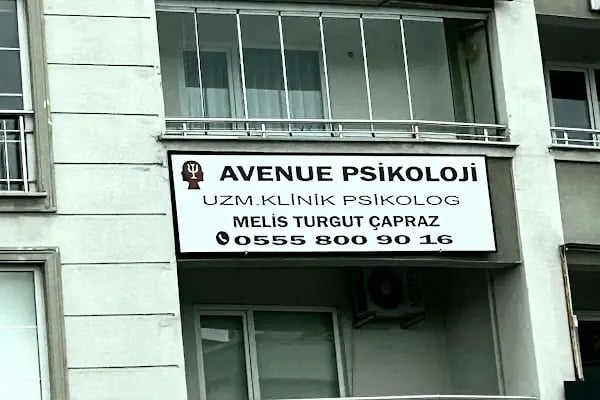 AVENUE PSİKOLOJİ
UZM.KLİNİK PSİKOLOG
MELİS TURGUT ÇAPRAZ
0555 800 90 16